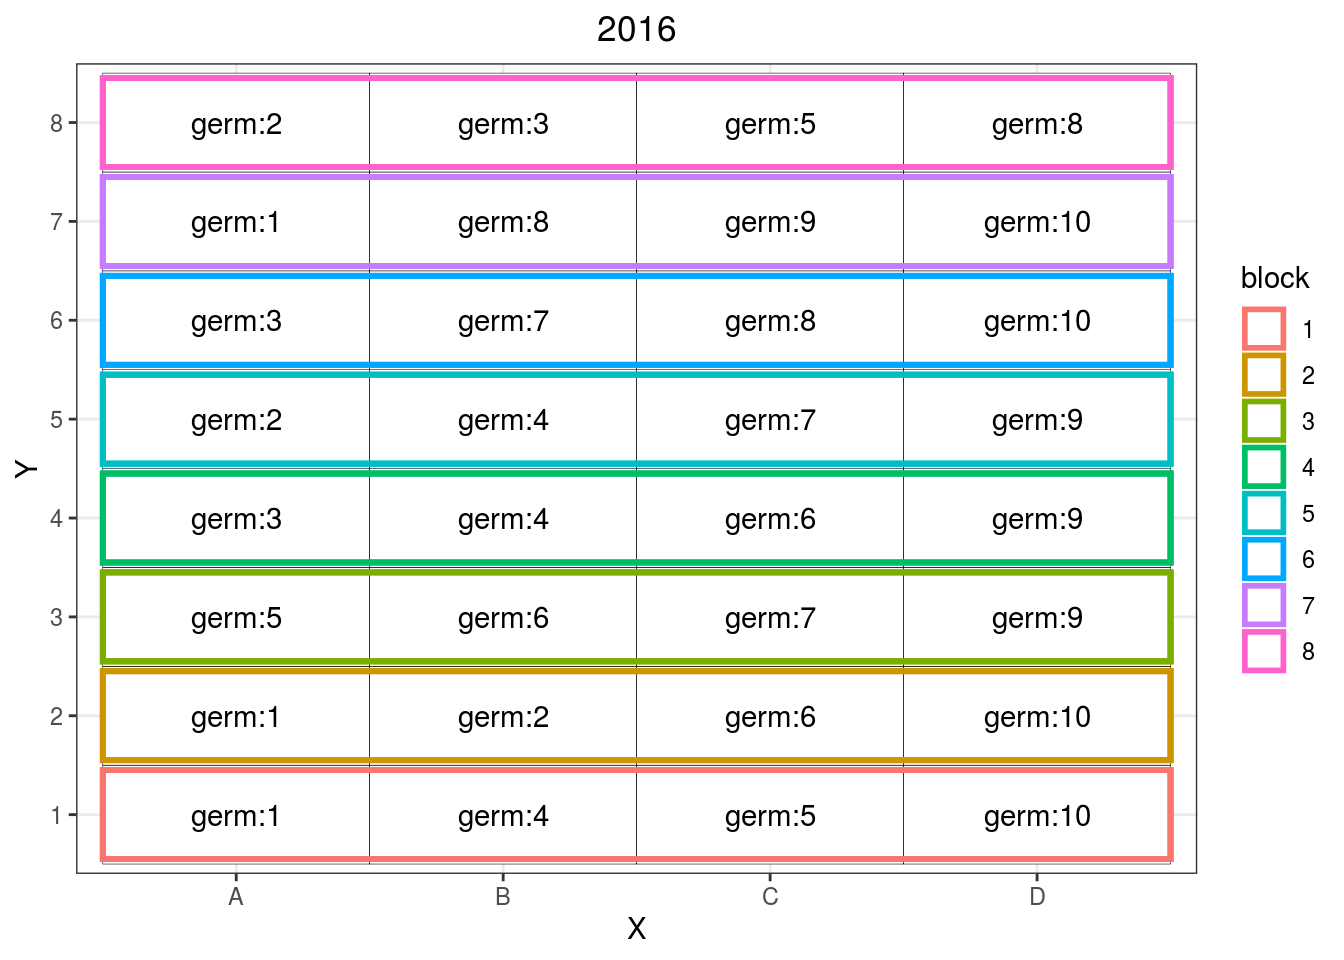 2016
8 germ:2 germ:3 germ:5 germ:8
7 germ:1 germ:8 germ:9 germ:10
6 germ:3 germ:7 germ:8 germ:10
5 germ:2 germ:4 germ:7 germ:9
4 germ:3 germ:4 germ:6 germ:9
3 germ:5 germ:6 germ:7 germ:9
2 germ:1 germ:2 germ:6 germ:10
1 germ:1 germ:4 germ:5 germ:10
Y
A B C D
X
block
1
2
3
4
5
6
7
8